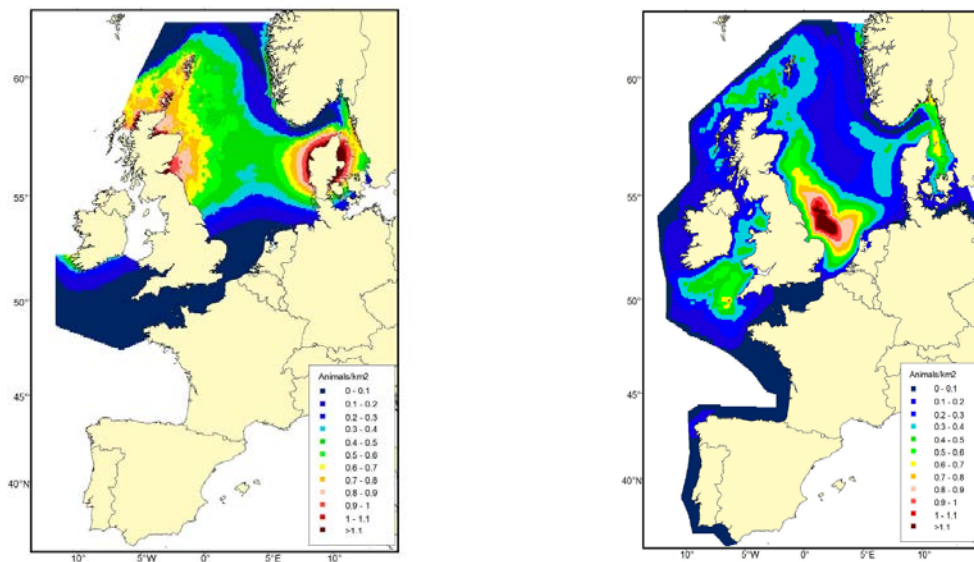 60°
55°
50°
45°
40°N
10°
5°W
0°
5°E
10°
Animals/km2
0 - 0.1
0.1 - 0.2
0.2 - 0.3
0.3 - 0.4
0.4 - 0.5
0.5 - 0.6
0.6 - 0.7
0.7 - 0.8
0.8 - 0.9
0.9 - 1
1 - 1.1
>1.1
60°
55°
50°
45°
40°N
10°
5°W
0°
5°E
10°
Animals/km2
0 - 0.1
0.1 - 0.2
0.2 - 0.3
0.3 - 0.4
0.4 - 0.5
0.5 - 0.6
0.6 - 0.7
0.7 - 0.8
0.8 - 0.9
0.9 - 1
1 - 1.1
>1.1